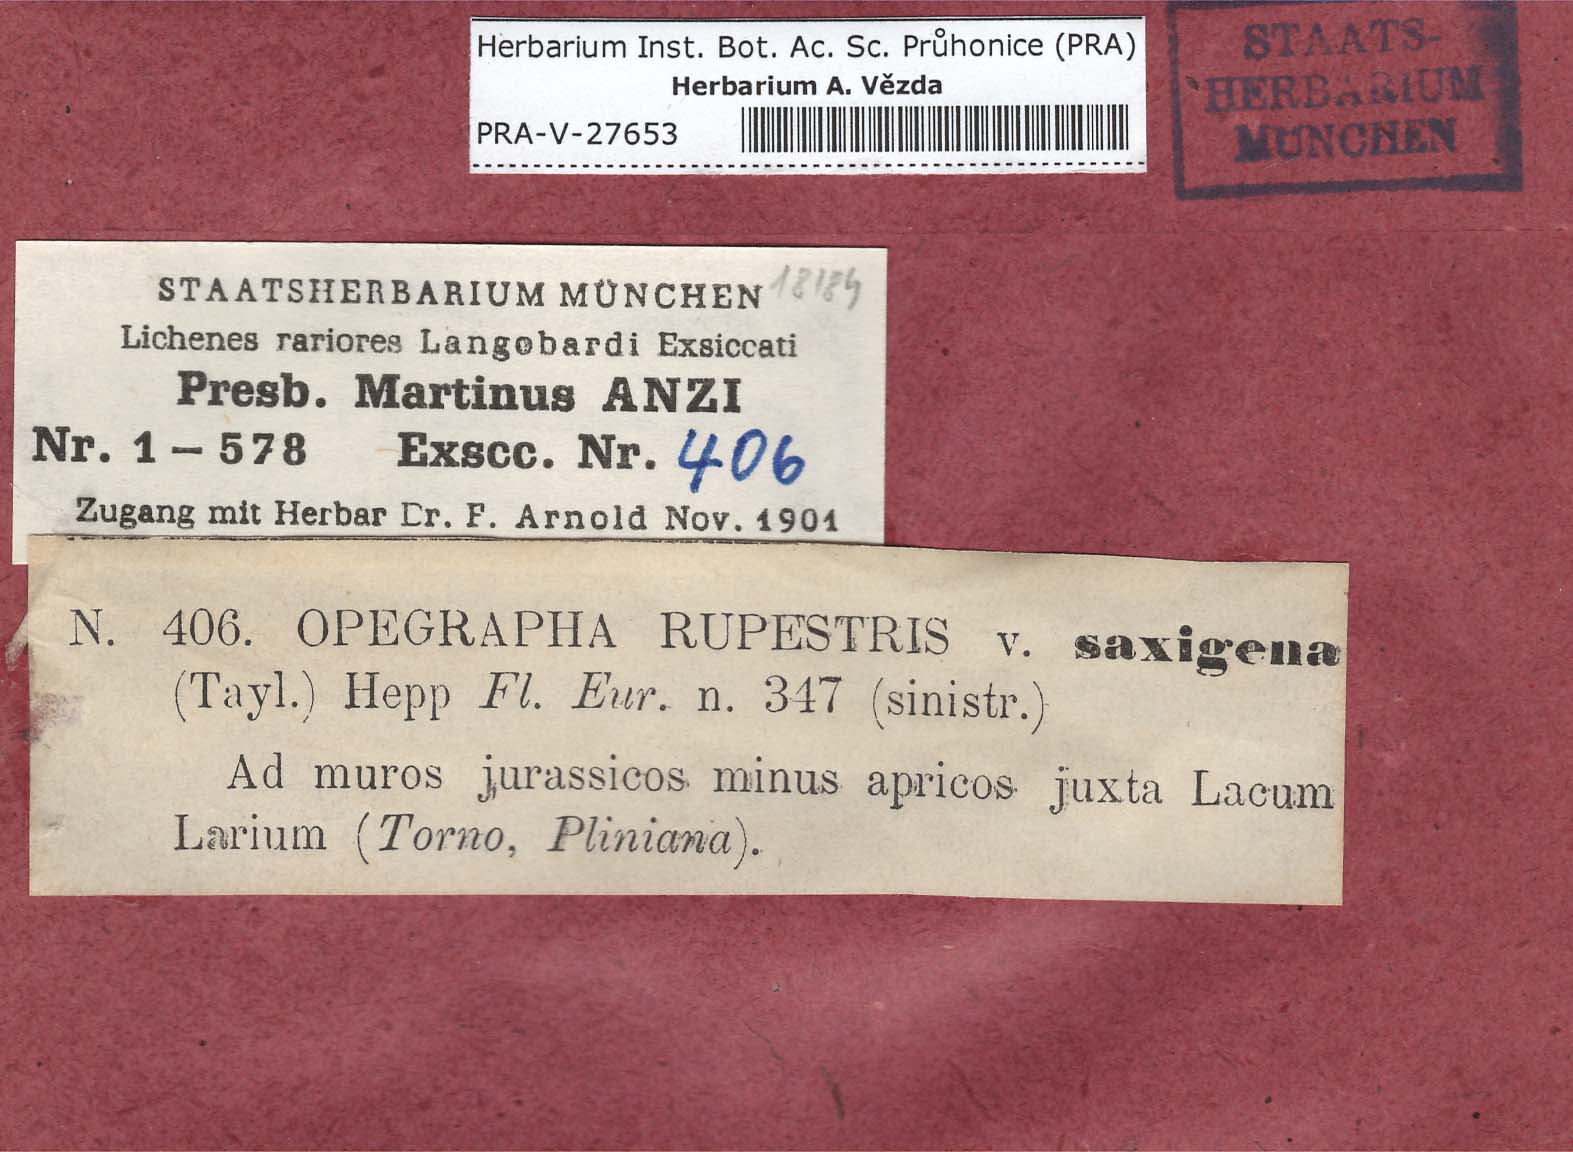 Herbarium Inst. Bot. Ac. Sc. Průhonice (PRA)
Herbarium A. Vězda
PRA-V-27653
STAATS-
HERBARIUM
MÜNCHEN
18184
STAATSHERBARIUM MÜNCHEN
Lichenes rariores Langobardi Exsiccati
Presb. Martinus ANZI
Nr. 1 – 578 Exscc. Nr. 406
Zugang mit Herbar Dr. F. Arnold Nov. 1901
N. 406. OPEGRAPHA RUPESTRIS v. saxigena
(Tayl.) Hepp Fl. Eur. n. 347 (sinistr.)
Ad muros jurassicos minus apricos juxta Lacum
Larium (Torno, Pliniana).